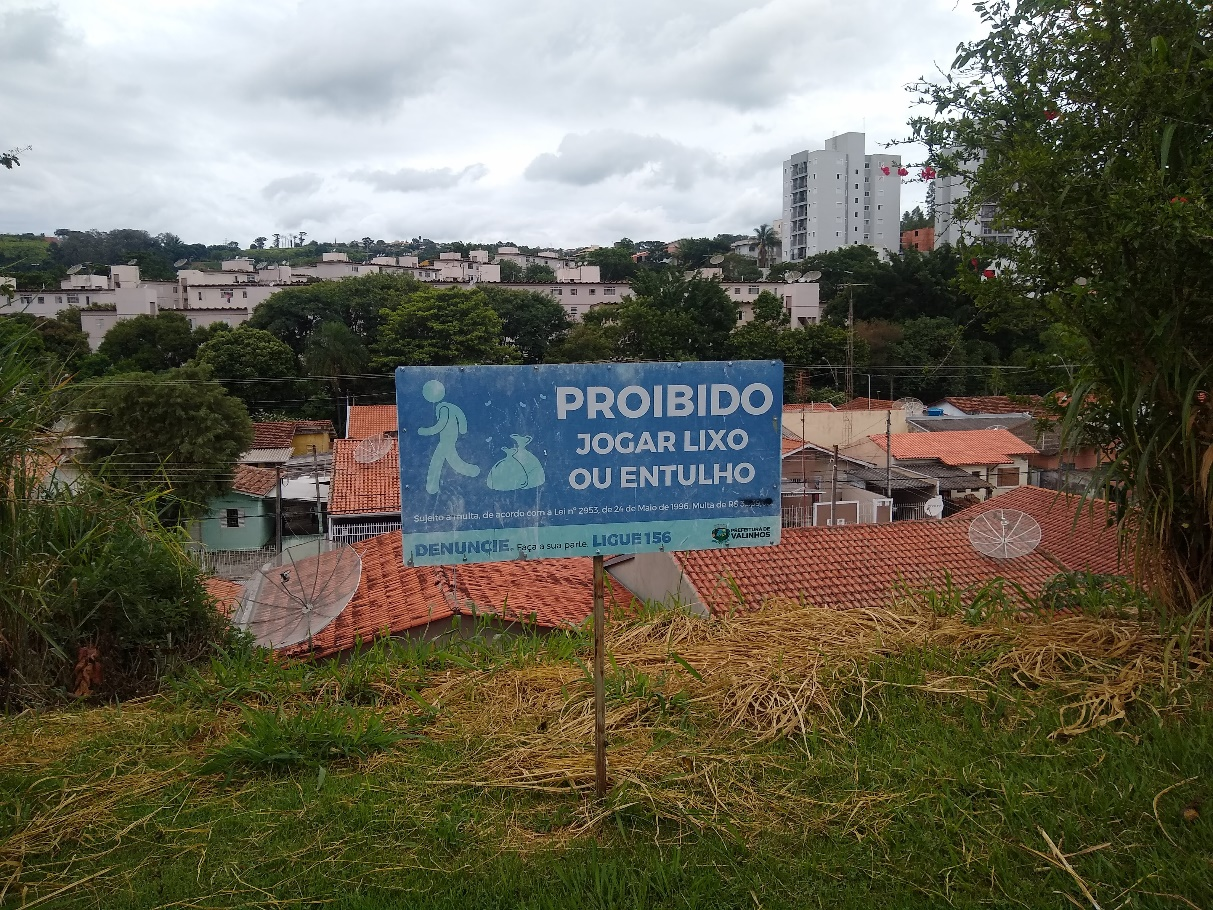 PROIBIDO
JOGAR LIXO
OU ENTULHO
Sujeito a multa, de acordo com a Lei nº 2953, de 24 de Maio de 1996. Multa de R$
DENUNCIE. Faça a sua parte. LIGUE 156
PREFEITURA DE
VALINHOS